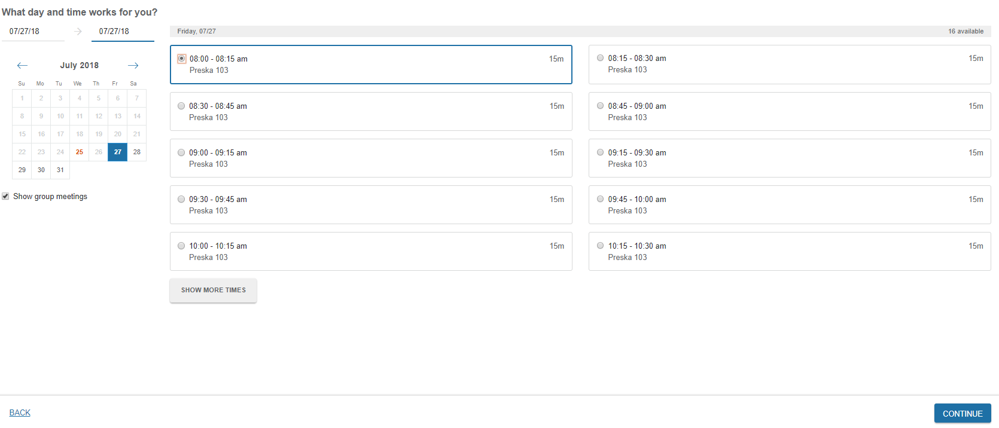 What day and time works for you?
07/27/18 07/27/18
July 2018
Su Mo Tu We Th Fr Sa
1 2 3 4 5 6 7
8 9 10 11 12 13 14
15 16 17 18 19 20 21
22 23 24 25 26 27 28
29 30 31
Show group meetings
Friday, 07/27 16 available
08:00 - 08:15 am 15m
Preska 103
08:15 - 08:30 am 15m
Preska 103
08:30 - 08:45 am 15m
Preska 103
08:45 - 09:00 am 15m
Preska 103
09:00 - 09:15 am 15m
Preska 103
09:15 - 09:30 am 15m
Preska 103
09:30 - 09:45 am 15m
Preska 103
09:45 - 10:00 am 15m
Preska 103
10:00 - 10:15 am 15m
Preska 103
10:15 - 10:30 am 15m
Preska 103
SHOW MORE TIMES
BACK
CONTINUE